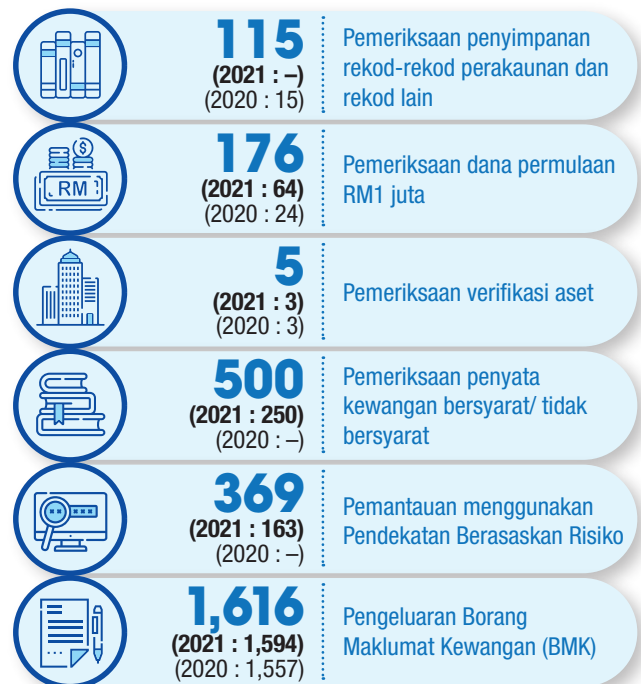 115
(2021 : –)
(2020 : 15)
Pemeriksaan penyimpanan
rekod-rekod perakaunan dan
rekod lain
RM
$
176
(2021 : 64)
(2020 : 24)
Pemeriksaan dana permulaan
RM1 juta
5
(2021 : 3)
(2020 : 3)
Pemeriksaan verifikasi aset
500
(2021 : 250)
(2020 : –)
Pemeriksaan penyata
kewangan bersyarat/ tidak
bersyarat
369
(2021 : 163)
(2020 : –)
Pemantauan menggunakan
Pendekatan Berasaskan Risiko
1,616
(2021 : 1,594)
(2020 : 1,557)
Pengeluaran Borang
Maklumat Kewangan (BMK)